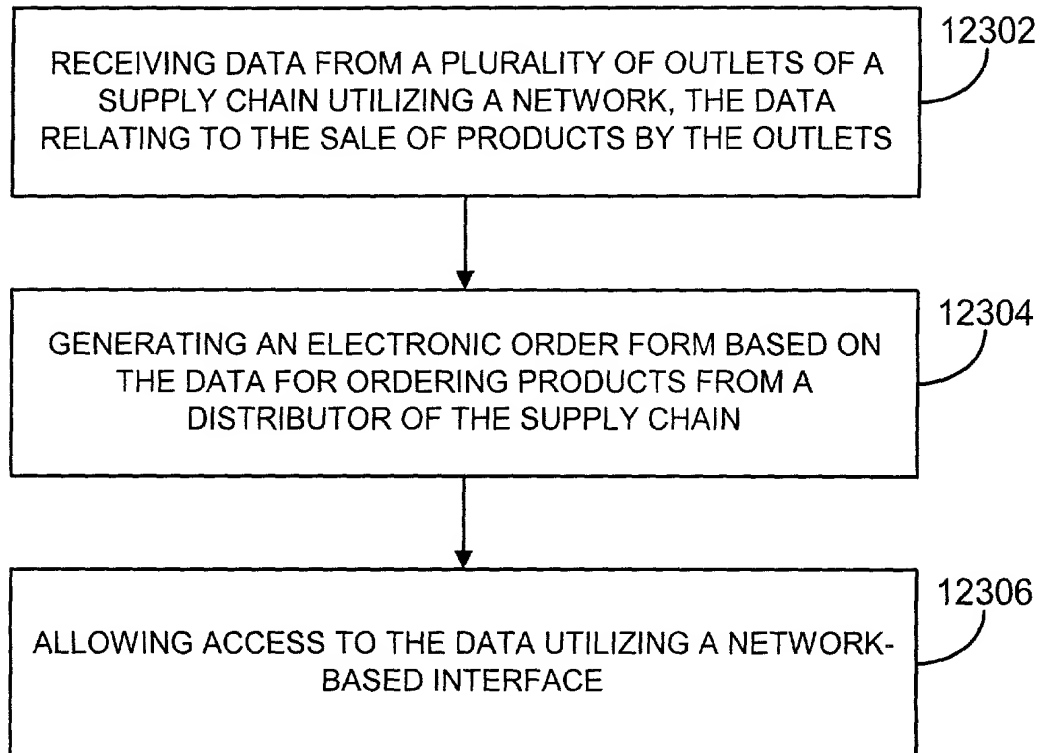 12302
RECEIVING DATA FROM A PLURALITY OF OUTLETS OF A
SUPPLY CHAIN UTILIZING A NETWORK, THE DATA
RELATING TO THE SALE OF PRODUCTS BY THE OUTLETS
12304
GENERATING AN ELECTRONIC ORDER FORM BASED ON
THE DATA FOR ORDERING PRODUCTS FROM A
DISTRIBUTOR OF THE SUPPLY CHAIN
12306
ALLOWING ACCESS TO THE DATA UTILIZING A NETWORK-
BASED INTERFACE